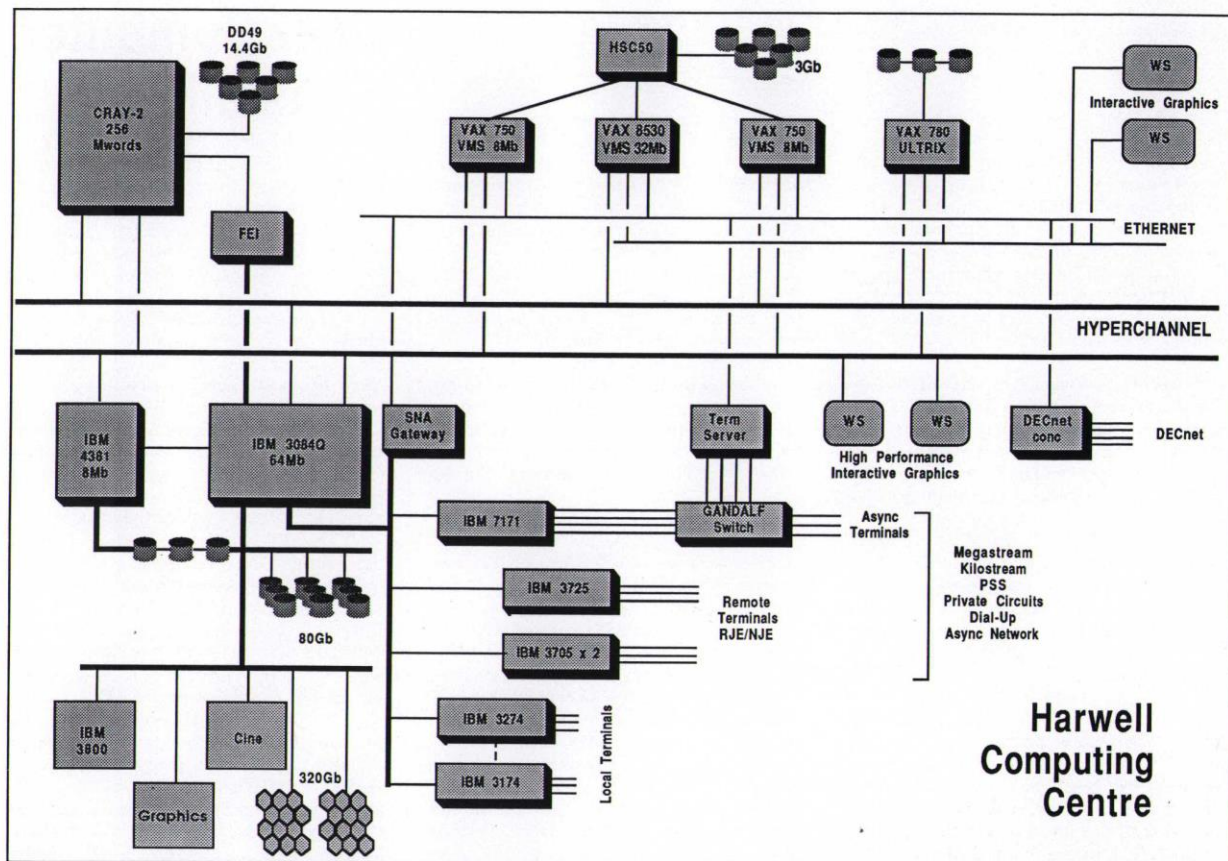 DD49
14.4Gb
CRAY-2
256
Mwords
FEI
HSC50
3Gb
VAX 750
VMS 8Mb
VAX 8530
VMS 32Mb
VAX 750
VMS 8Mb
VAX 780
ULTRIX
WS
Interactive Graphics
WS
ETHERNET
HYPERCHANNEL
IBM
4381
8Mb
IBM 3084Q
64Mb
SNA
Gateway
Term
Server
WS
WS
High Performance
Interactive Graphics
DECnet
conc
DECnet
IBM 7171
GANDALF
Switch
Async
Terminals
IBM 3725
Remote
Terminals
RJE/NJE
IBM 3705 x 2
Megastream
Kilostream
PSS
Private Circuits
Dial-Up
Async Network
80Gb
IBM 3274
IBM 3174
Local Terminals
IBM
3800
Cine
Graphics
320Gb
Harwell
Computing
Centre